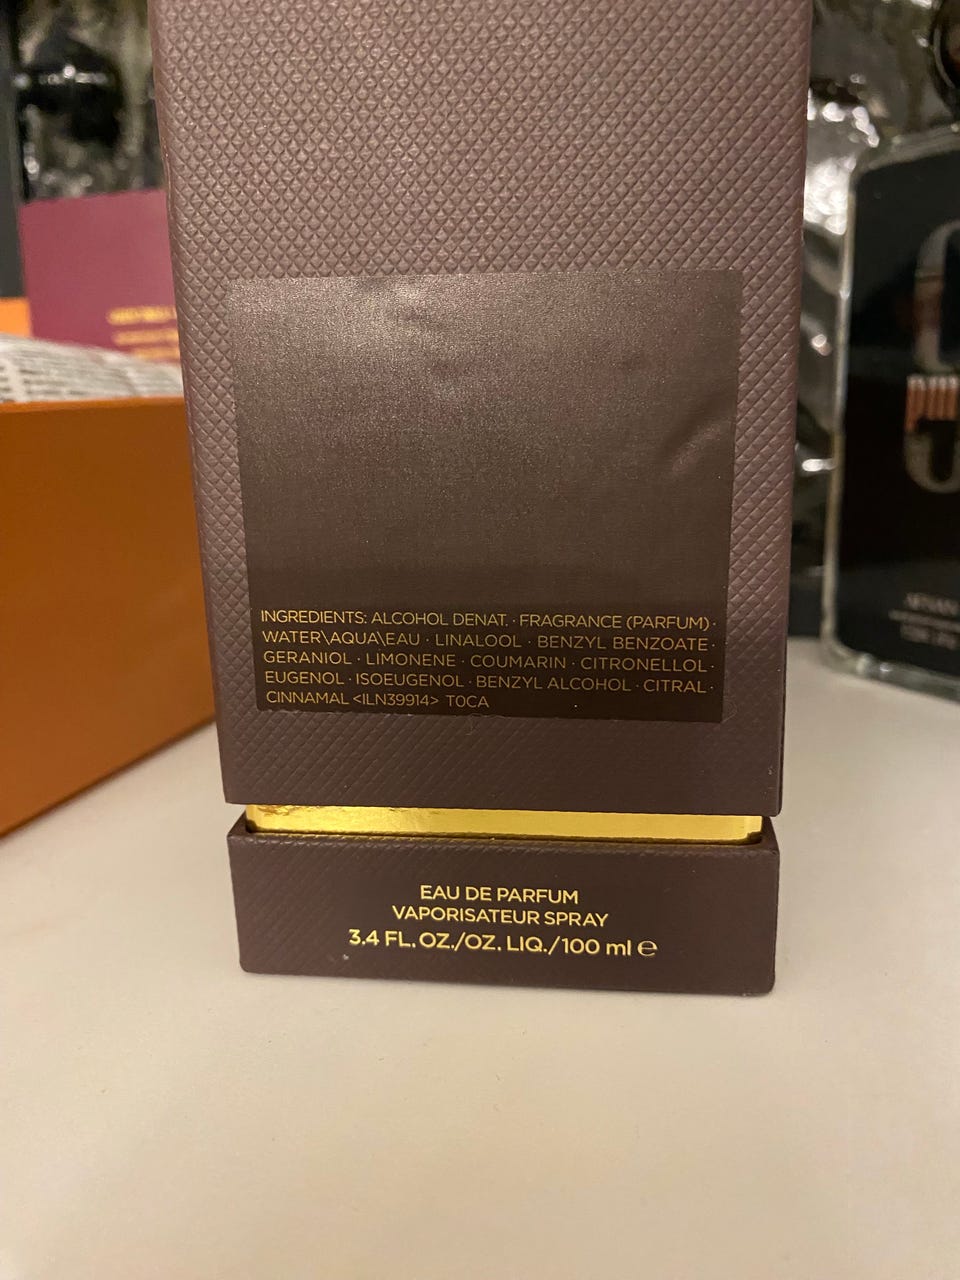 INGREDIENTS: ALCOHOL DENAT. · FRAGRANCE (PARFUM) ·
WATER\AQUA\EAU · LINALOOL · BENZYL BENZOATE ·
GERANIOL · LIMONENE · COUMARIN · CITRONELLOL ·
EUGENOL · ISOEUGENOL · BENZYL ALCOHOL · CITRAL ·
CINNAMAL <ILN39914> T0CA
EAU DE PARFUM
VAPORISATEUR SPRAY
3.4 FL. OZ./OZ. LIQ./100 ml ℮